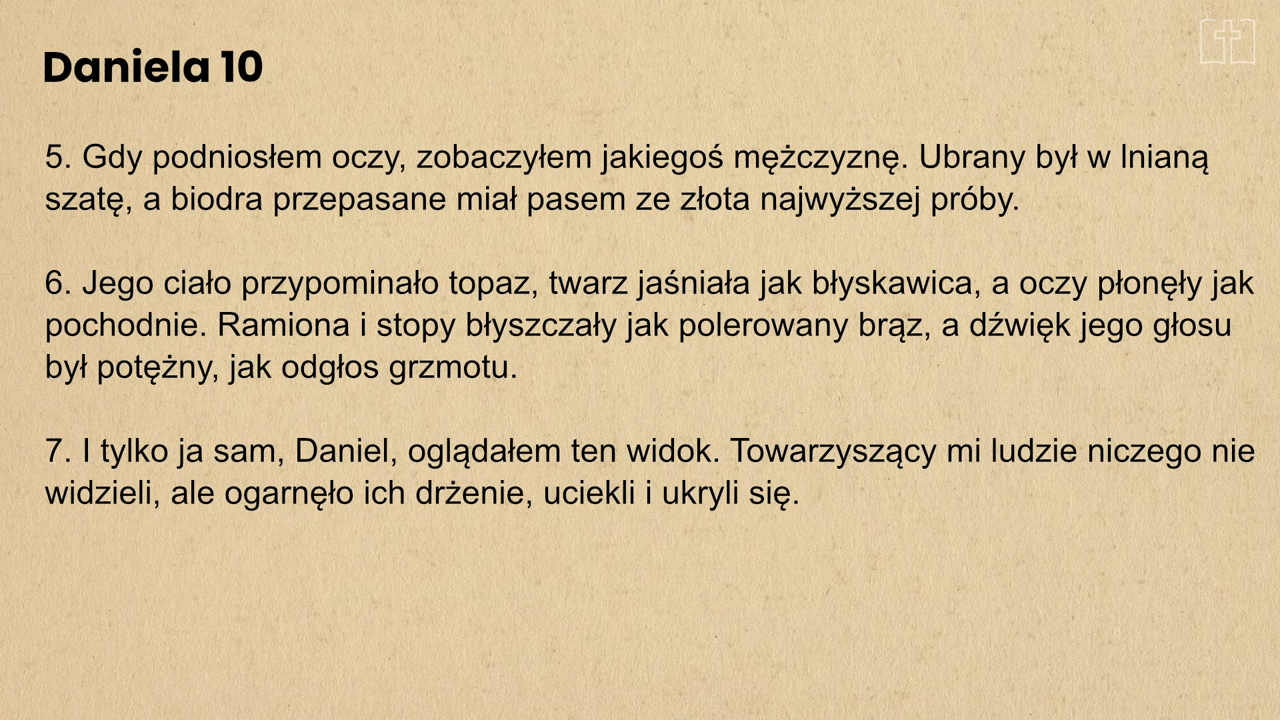 Daniela 10
5. Gdy podniosłem oczy, zobaczyłem jakiegoś mężczyznę. Ubrany był w lnianą
szatę, a biodra przepasane miał pasem ze złota najwyższej próby.
6. Jego ciało przypominało topaz, twarz jaśniała jak błyskawica, a oczy płonęły jak
pochodnie. Ramiona i stopy błyszczały jak polerowany brąz, a dźwięk jego głosu
był potężny, jak odgłos grzmotu.
7. I tylko ja sam, Daniel, oglądałem ten widok. Towarzyszący mi ludzie niczego nie
widzieli, ale ogarnęło ich drżenie, uciekli i ukryli się.